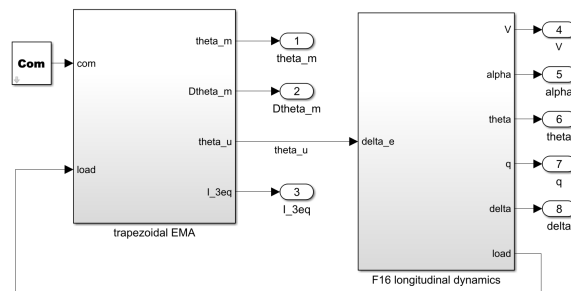 Com
com
load
theta_m
Dtheta_m
theta_u
I_3eq
trapezoidal EMA
1
theta_m
2
Dtheta_m
theta_u
3
I_3eq
delta_e
V
alpha
theta
q
delta
load
F16 longitudinal dynamics
4
V
5
alpha
6
theta
7
q
8
delta